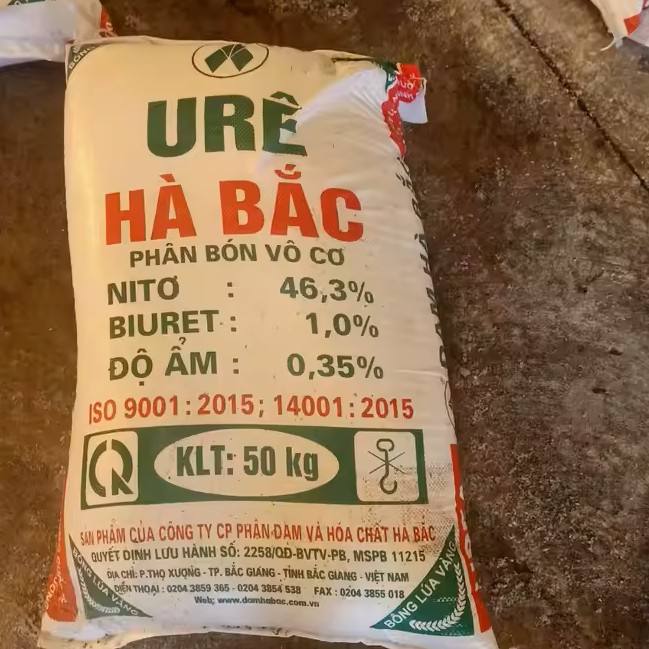 URÊ
HÀ BẮC
PHÂN BÓN VÔ CƠ
NITƠ : 46,3%
BIURET : 1,0%
ĐỘ ẨM : 0,35%
ISO 9001 : 2015 ; 14001 : 2015
KLT: 50 kg
SẢN PHẨM CỦA CÔNG TY CP PHÂN ĐẠM VÀ HÓA CHẤT HÀ BẮC
QUYẾT ĐỊNH LƯU HÀNH SỐ: 2258/QĐ-BVTV-PB, MSPB 11215
ĐỊA CHỈ: P.THỌ XƯƠNG - TP. BẮC GIANG - TỈNH BẮC GIANG - VIỆT NAM
ĐIỆN THOẠI : 0204 3859 365 - 0204 3854 538 FAX : 0204 3855 018
Web; www.damhabac.com.vn
BÔNG LÚA VÀNG
BÔNG LÚA VÀNG